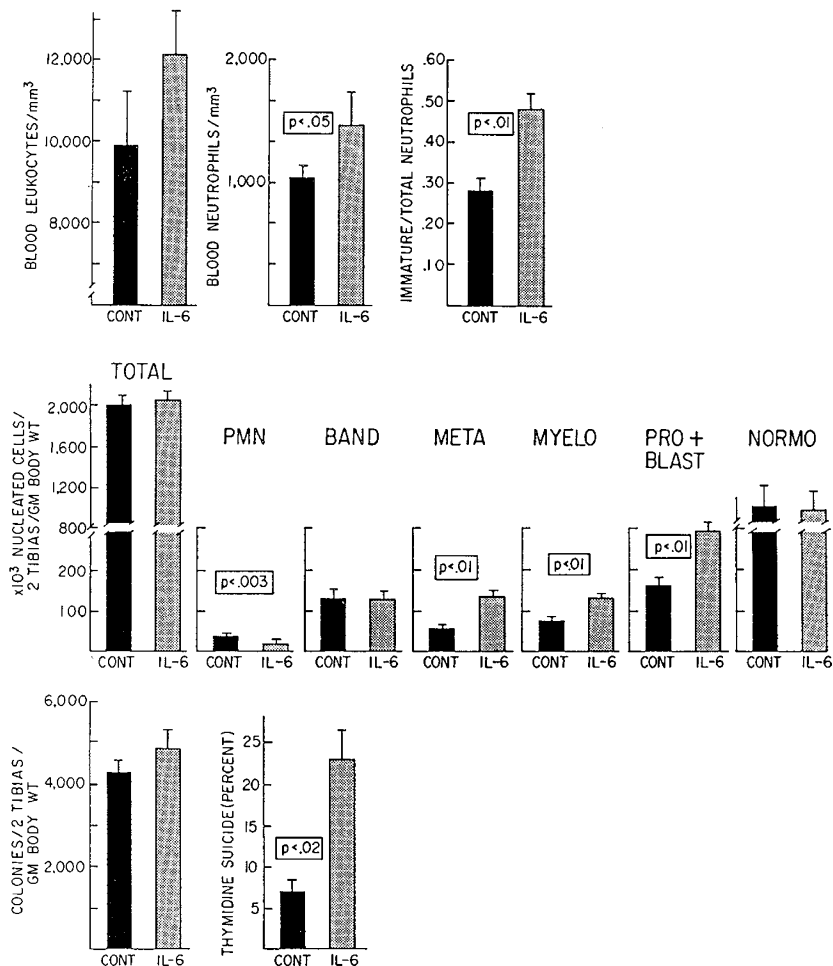 BLOOD LEUKOCYTES/mm³
12,000
10,000
8,000
CONT IL-6
BLOOD NEUTROPHILS/mm³
2,000
1,000
p<.05
CONT IL-6
IMMATURE/TOTAL NEUTROPHILS
.60
.50
.40
.30
.20
.10
p<.01
CONT IL-6
x10³ NUCLEATED CELLS/
2 TIBIAS/GM BODY WT
TOTAL
2,000
1,600
1,200
800
200
100
CONT IL-6
PMN
p<.003
CONT IL-6
BAND
CONT IL-6
META
p<.01
CONT IL-6
MYELO
p<.01
CONT IL-6
PRO +
BLAST
p<.01
CONT IL-6
NORMO
CONT IL-6
COLONIES/2 TIBIAS/
GM BODY WT
6,000
4,000
2,000
CONT IL-6
THYMIDINE SUICIDE (PERCENT)
25
20
15
10
5
p<.02
CONT IL-6